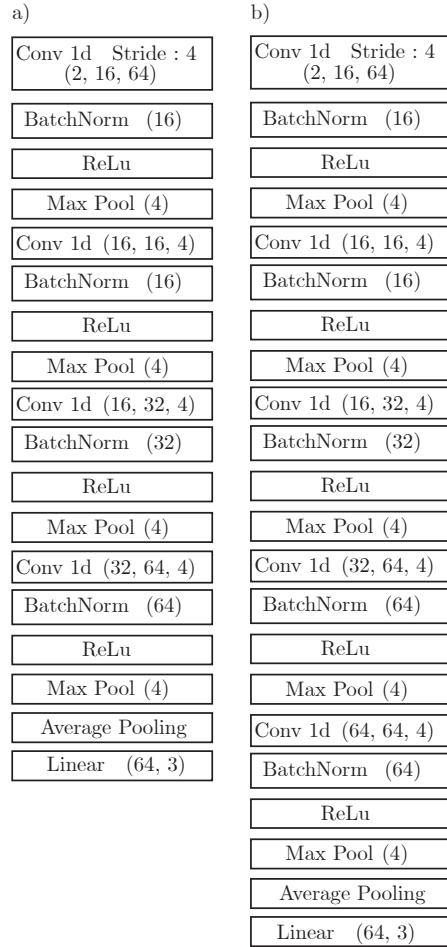 a)
Conv 1d Stride : 4
(2, 16, 64)
BatchNorm (16)
ReLu
Max Pool (4)
Conv 1d (16, 16, 4)
BatchNorm (16)
ReLu
Max Pool (4)
Conv 1d (16, 32, 4)
BatchNorm (32)
ReLu
Max Pool (4)
Conv 1d (32, 64, 4)
BatchNorm (64)
ReLu
Max Pool (4)
Average Pooling
Linear (64, 3)
b)
Conv 1d Stride : 4
(2, 16, 64)
BatchNorm (16)
ReLu
Max Pool (4)
Conv 1d (16, 16, 4)
BatchNorm (16)
ReLu
Max Pool (4)
Conv 1d (16, 32, 4)
BatchNorm (32)
ReLu
Max Pool (4)
Conv 1d (32, 64, 4)
BatchNorm (64)
ReLu
Max Pool (4)
Conv 1d (64, 64, 4)
BatchNorm (64)
ReLu
Max Pool (4)
Average Pooling
Linear (64, 3)